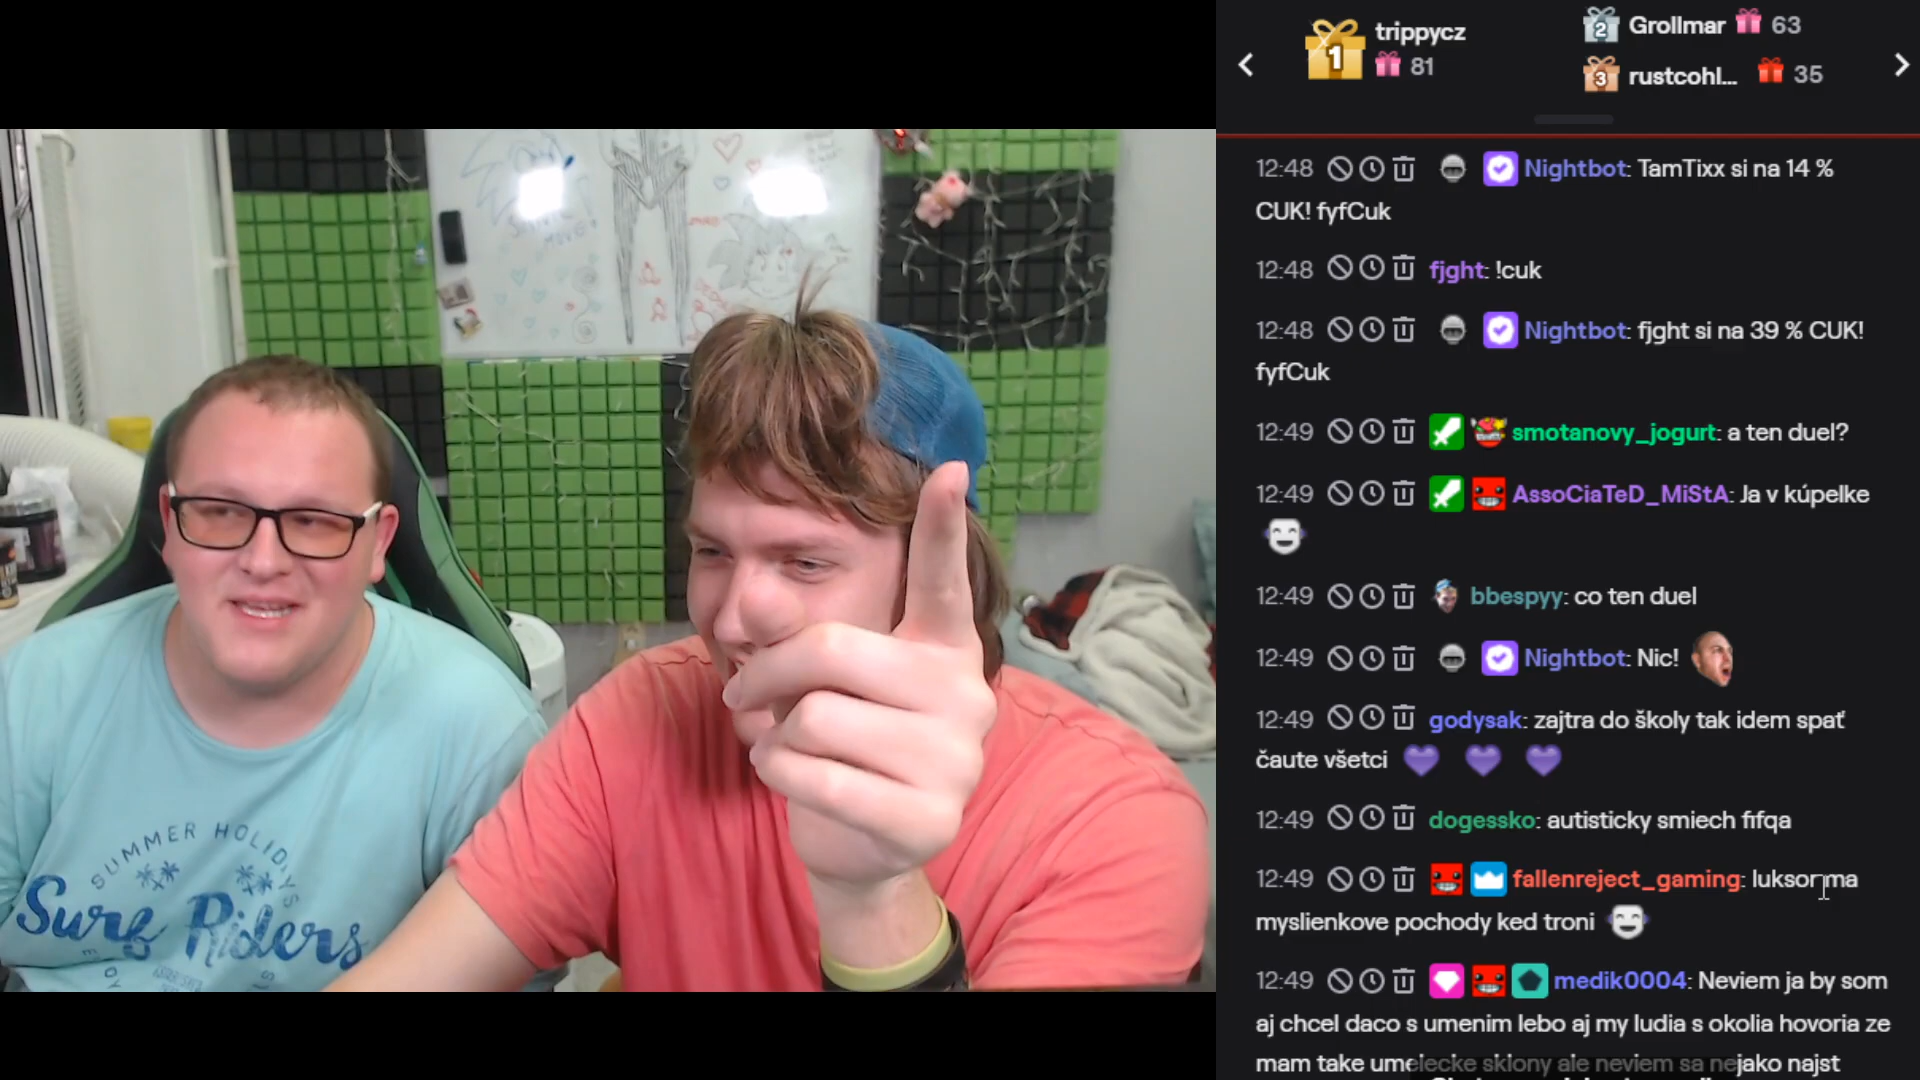 trippycz
81
2 Grollmar 63
1
3 rustcohl... 35
12:48 Nightbot: TamTixx si na 14 %
CUK! fyfCuk
12:48 fjght: !cuk
12:48 Nightbot: fjght si na 39 % CUK!
fyfCuk
12:49 smotanovy_jogurt: a ten duel?
12:49 AssoCiaTeD_MiStA: Ja v kúpelke
12:49 bbespyy: co ten duel
12:49 Nightbot: Nic!
12:49 godysak: zajtra do školy tak idem spať
čaute všetci
12:49 dogessko: autisticky smiech fifqa
12:49 fallenreject_gaming: luksor ma
myslienkove pochody ked troni
12:49 medik0004: Neviem ja by som
aj chcel daco s umenim lebo aj my ludia s okolia hovoria ze
mam take umelecke sklony ale neviem sa nejako najst
SUMMER HOLIDAYS
Surf Riders